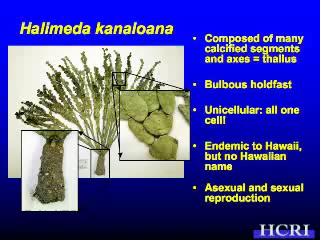 Halimeda kanaloana
• Composed of many
calcified segments
and axes = thallus
• Bulbous holdfast
• Unicellular: all one
cell!
• Endemic to Hawaii,
but no Hawaiian
name
• Asexual and sexual
reproduction
HCRI